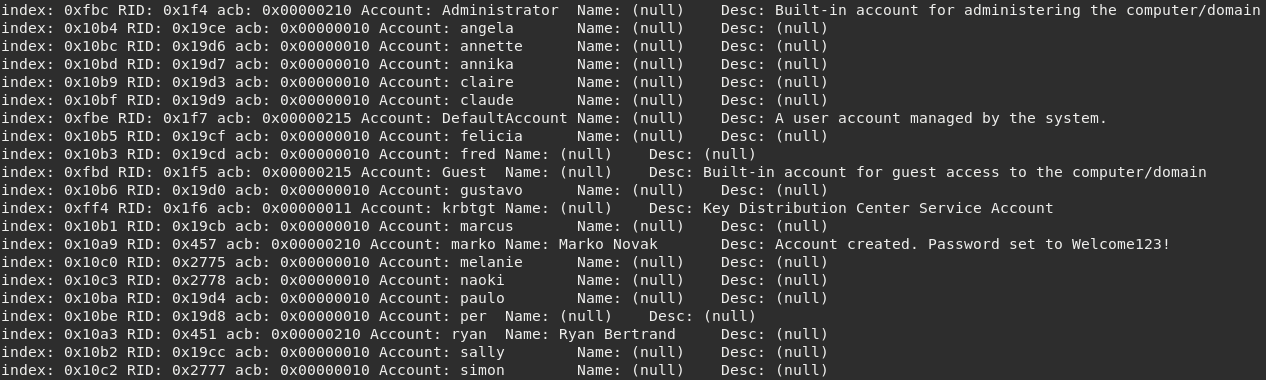 index: 0xfbc RID: 0x1f4 acb: 0x00000210 Account: Administrator  Name: (null)    Desc: Built-in account for administering the computer/domain
index: 0x10b4 RID: 0x19ce acb: 0x00000010 Account: angela       Name: (null)    Desc: (null)
index: 0x10bc RID: 0x19d6 acb: 0x00000010 Account: annette      Name: (null)    Desc: (null)
index: 0x10bd RID: 0x19d7 acb: 0x00000010 Account: annika       Name: (null)    Desc: (null)
index: 0x10b9 RID: 0x19d3 acb: 0x00000010 Account: claire       Name: (null)    Desc: (null)
index: 0x10bf RID: 0x19d9 acb: 0x00000010 Account: claude       Name: (null)    Desc: (null)
index: 0xfbe RID: 0x1f7 acb: 0x00000215 Account: DefaultAccount Name: (null)    Desc: A user account managed by the system.
index: 0x10b5 RID: 0x19cf acb: 0x00000010 Account: felicia      Name: (null)    Desc: (null)
index: 0x10b3 RID: 0x19cd acb: 0x00000010 Account: fred Name: (null)    Desc: (null)
index: 0xfbd RID: 0x1f5 acb: 0x00000215 Account: Guest  Name: (null)    Desc: Built-in account for guest access to the computer/domain
index: 0x10b6 RID: 0x19d0 acb: 0x00000010 Account: gustavo      Name: (null)    Desc: (null)
index: 0xff4 RID: 0x1f6 acb: 0x00000011 Account: krbtgt Name: (null)    Desc: Key Distribution Center Service Account
index: 0x10b1 RID: 0x19cb acb: 0x00000010 Account: marcus       Name: (null)    Desc: (null)
index: 0x10a9 RID: 0x457 acb: 0x00000210 Account: marko Name: Marko Novak       Desc: Account created. Password set to Welcome123!
index: 0x10c0 RID: 0x2775 acb: 0x00000010 Account: melanie      Name: (null)    Desc: (null)
index: 0x10c3 RID: 0x2778 acb: 0x00000010 Account: naoki        Name: (null)    Desc: (null)
index: 0x10ba RID: 0x19d4 acb: 0x00000010 Account: paulo        Name: (null)    Desc: (null)
index: 0x10be RID: 0x19d8 acb: 0x00000010 Account: per  Name: (null)    Desc: (null)
index: 0x10a3 RID: 0x451 acb: 0x00000210 Account: ryan  Name: Ryan Bertrand     Desc: (null)
index: 0x10b2 RID: 0x19cc acb: 0x00000010 Account: sally        Name: (null)    Desc: (null)
index: 0x10c2 RID: 0x2777 acb: 0x00000010 Account: simon        Name: (null)    Desc: (null)